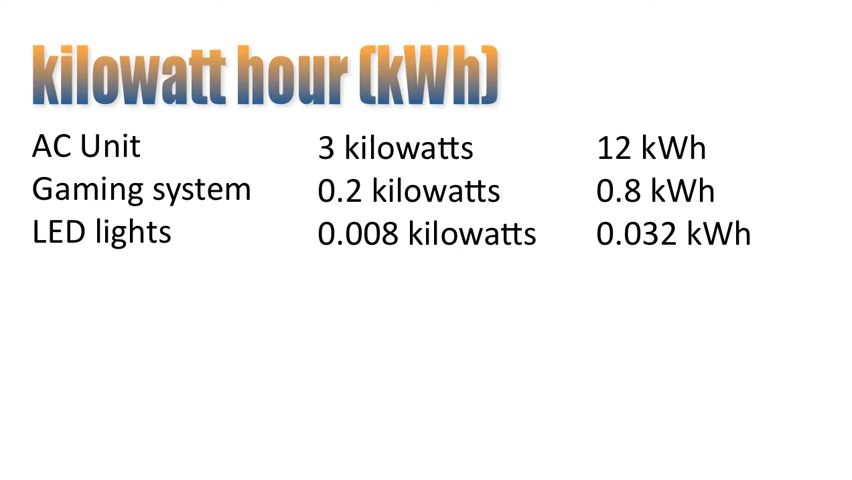 kilowatt hour (kWh)
AC Unit 3 kilowatts 12 kWh
Gaming system 0.2 kilowatts 0.8 kWh
LED lights 0.008 kilowatts 0.032 kWh